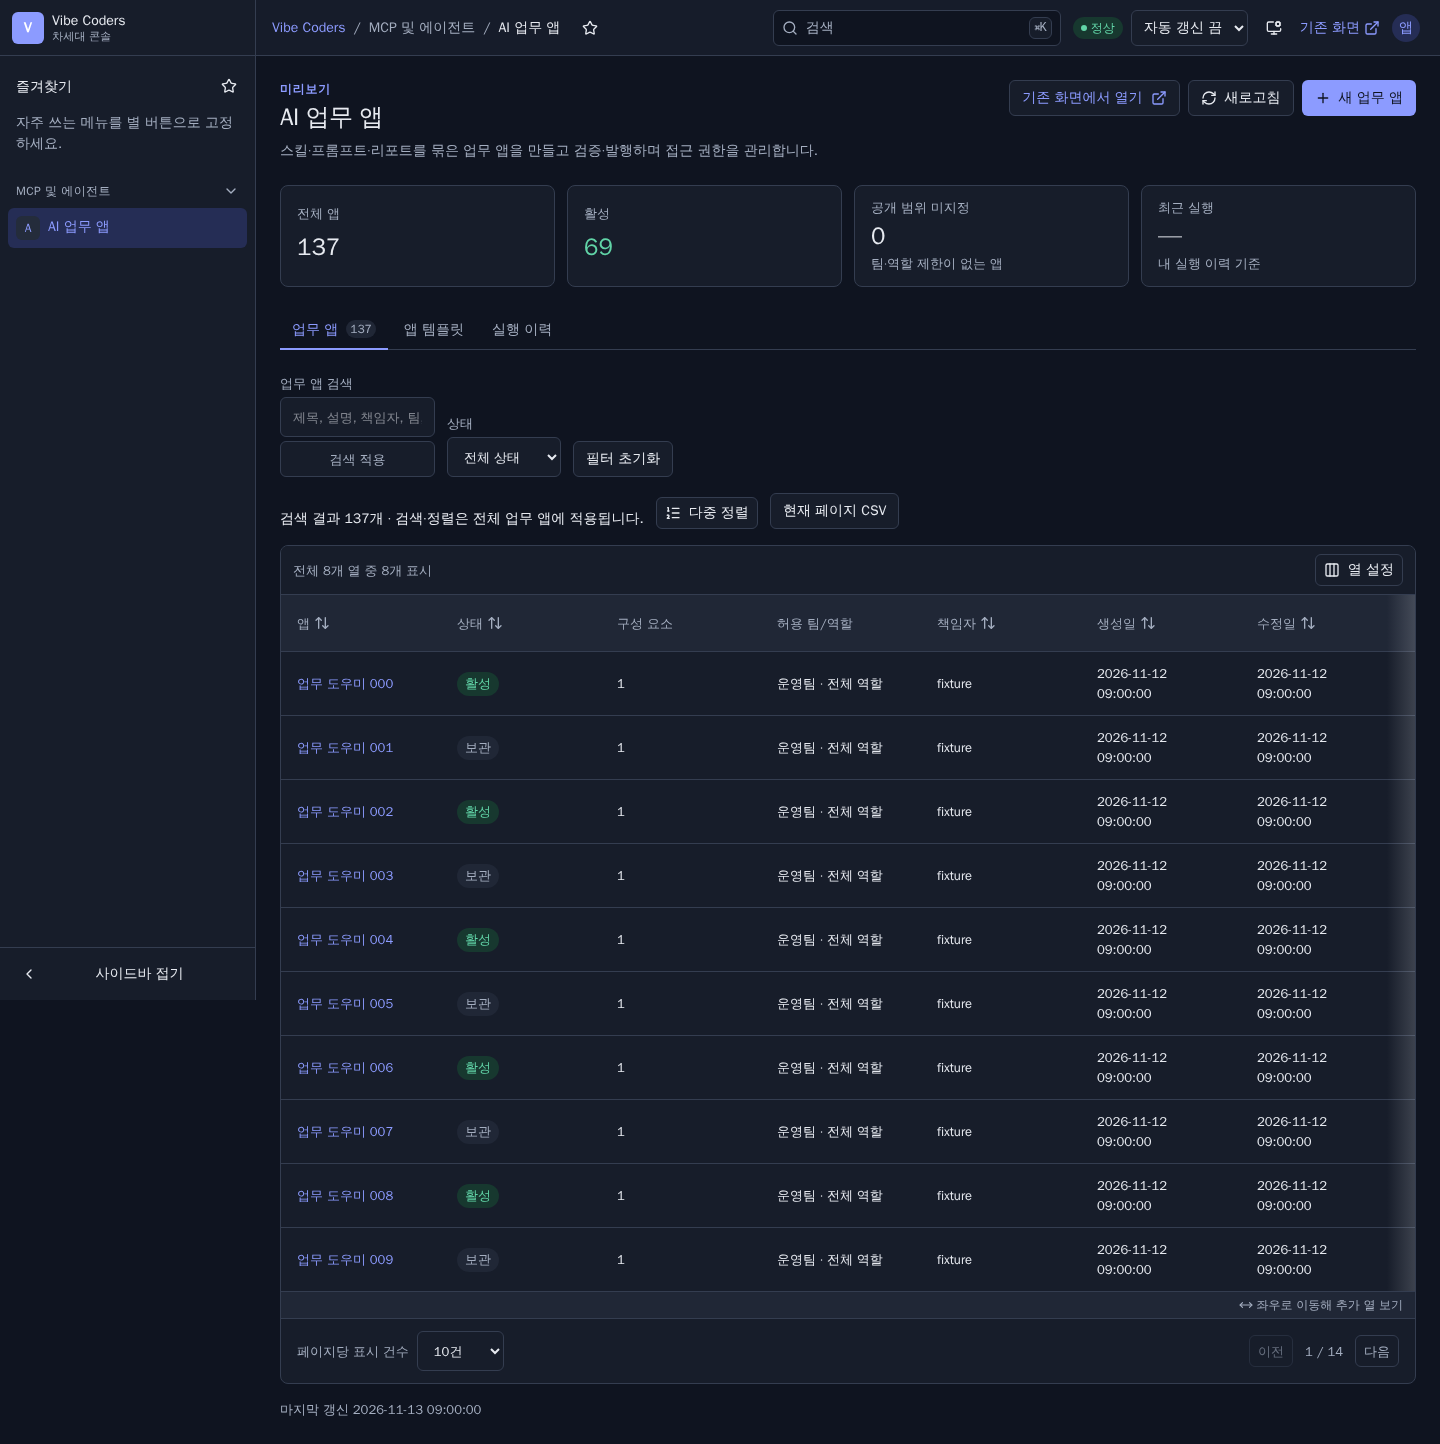 V
Vibe Coders
차세대 콘솔
Vibe Coders / MCP 및 에이전트 / AI 업무 앱
검색
⌘K
정상
자동 갱신 끔
기존 화면
앱
즐겨찾기
자주 쓰는 메뉴를 별 버튼으로 고정
하세요.
MCP 및 에이전트
A AI 업무 앱
사이드바 접기
미리보기
AI 업무 앱
스킬·프롬프트·리포트를 묶은 업무 앱을 만들고 검증·발행하며 접근 권한을 관리합니다.
기존 화면에서 열기
새로고침
새 업무 앱
전체 앱
137
활성
69
공개 범위 미지정
0
팀·역할 제한이 없는 앱
최근 실행
—
내 실행 이력 기준
업무 앱 137
앱 템플릿
실행 이력
업무 앱 검색
제목, 설명, 책임자, 팀
검색 적용
상태
전체 상태
필터 초기화
검색 결과 137개 · 검색·정렬은 전체 업무 앱에 적용됩니다.
다중 정렬
현재 페이지 CSV
전체 8개 열 중 8개 표시
열 설정
앱 상태 구성 요소 허용 팀/역할 책임자 생성일 수정일
업무 도우미 000 활성 1 운영팀 · 전체 역할 fixture 2026-11-12 09:00:00 2026-11-12 09:00:00
업무 도우미 001 보관 1 운영팀 · 전체 역할 fixture 2026-11-12 09:00:00 2026-11-12 09:00:00
업무 도우미 002 활성 1 운영팀 · 전체 역할 fixture 2026-11-12 09:00:00 2026-11-12 09:00:00
업무 도우미 003 보관 1 운영팀 · 전체 역할 fixture 2026-11-12 09:00:00 2026-11-12 09:00:00
업무 도우미 004 활성 1 운영팀 · 전체 역할 fixture 2026-11-12 09:00:00 2026-11-12 09:00:00
업무 도우미 005 보관 1 운영팀 · 전체 역할 fixture 2026-11-12 09:00:00 2026-11-12 09:00:00
업무 도우미 006 활성 1 운영팀 · 전체 역할 fixture 2026-11-12 09:00:00 2026-11-12 09:00:00
업무 도우미 007 보관 1 운영팀 · 전체 역할 fixture 2026-11-12 09:00:00 2026-11-12 09:00:00
업무 도우미 008 활성 1 운영팀 · 전체 역할 fixture 2026-11-12 09:00:00 2026-11-12 09:00:00
업무 도우미 009 보관 1 운영팀 · 전체 역할 fixture 2026-11-12 09:00:00 2026-11-12 09:00:00
↔ 좌우로 이동해 추가 열 보기
페이지당 표시 건수 10건
이전 1 / 14 다음
마지막 갱신 2026-11-13 09:00:00